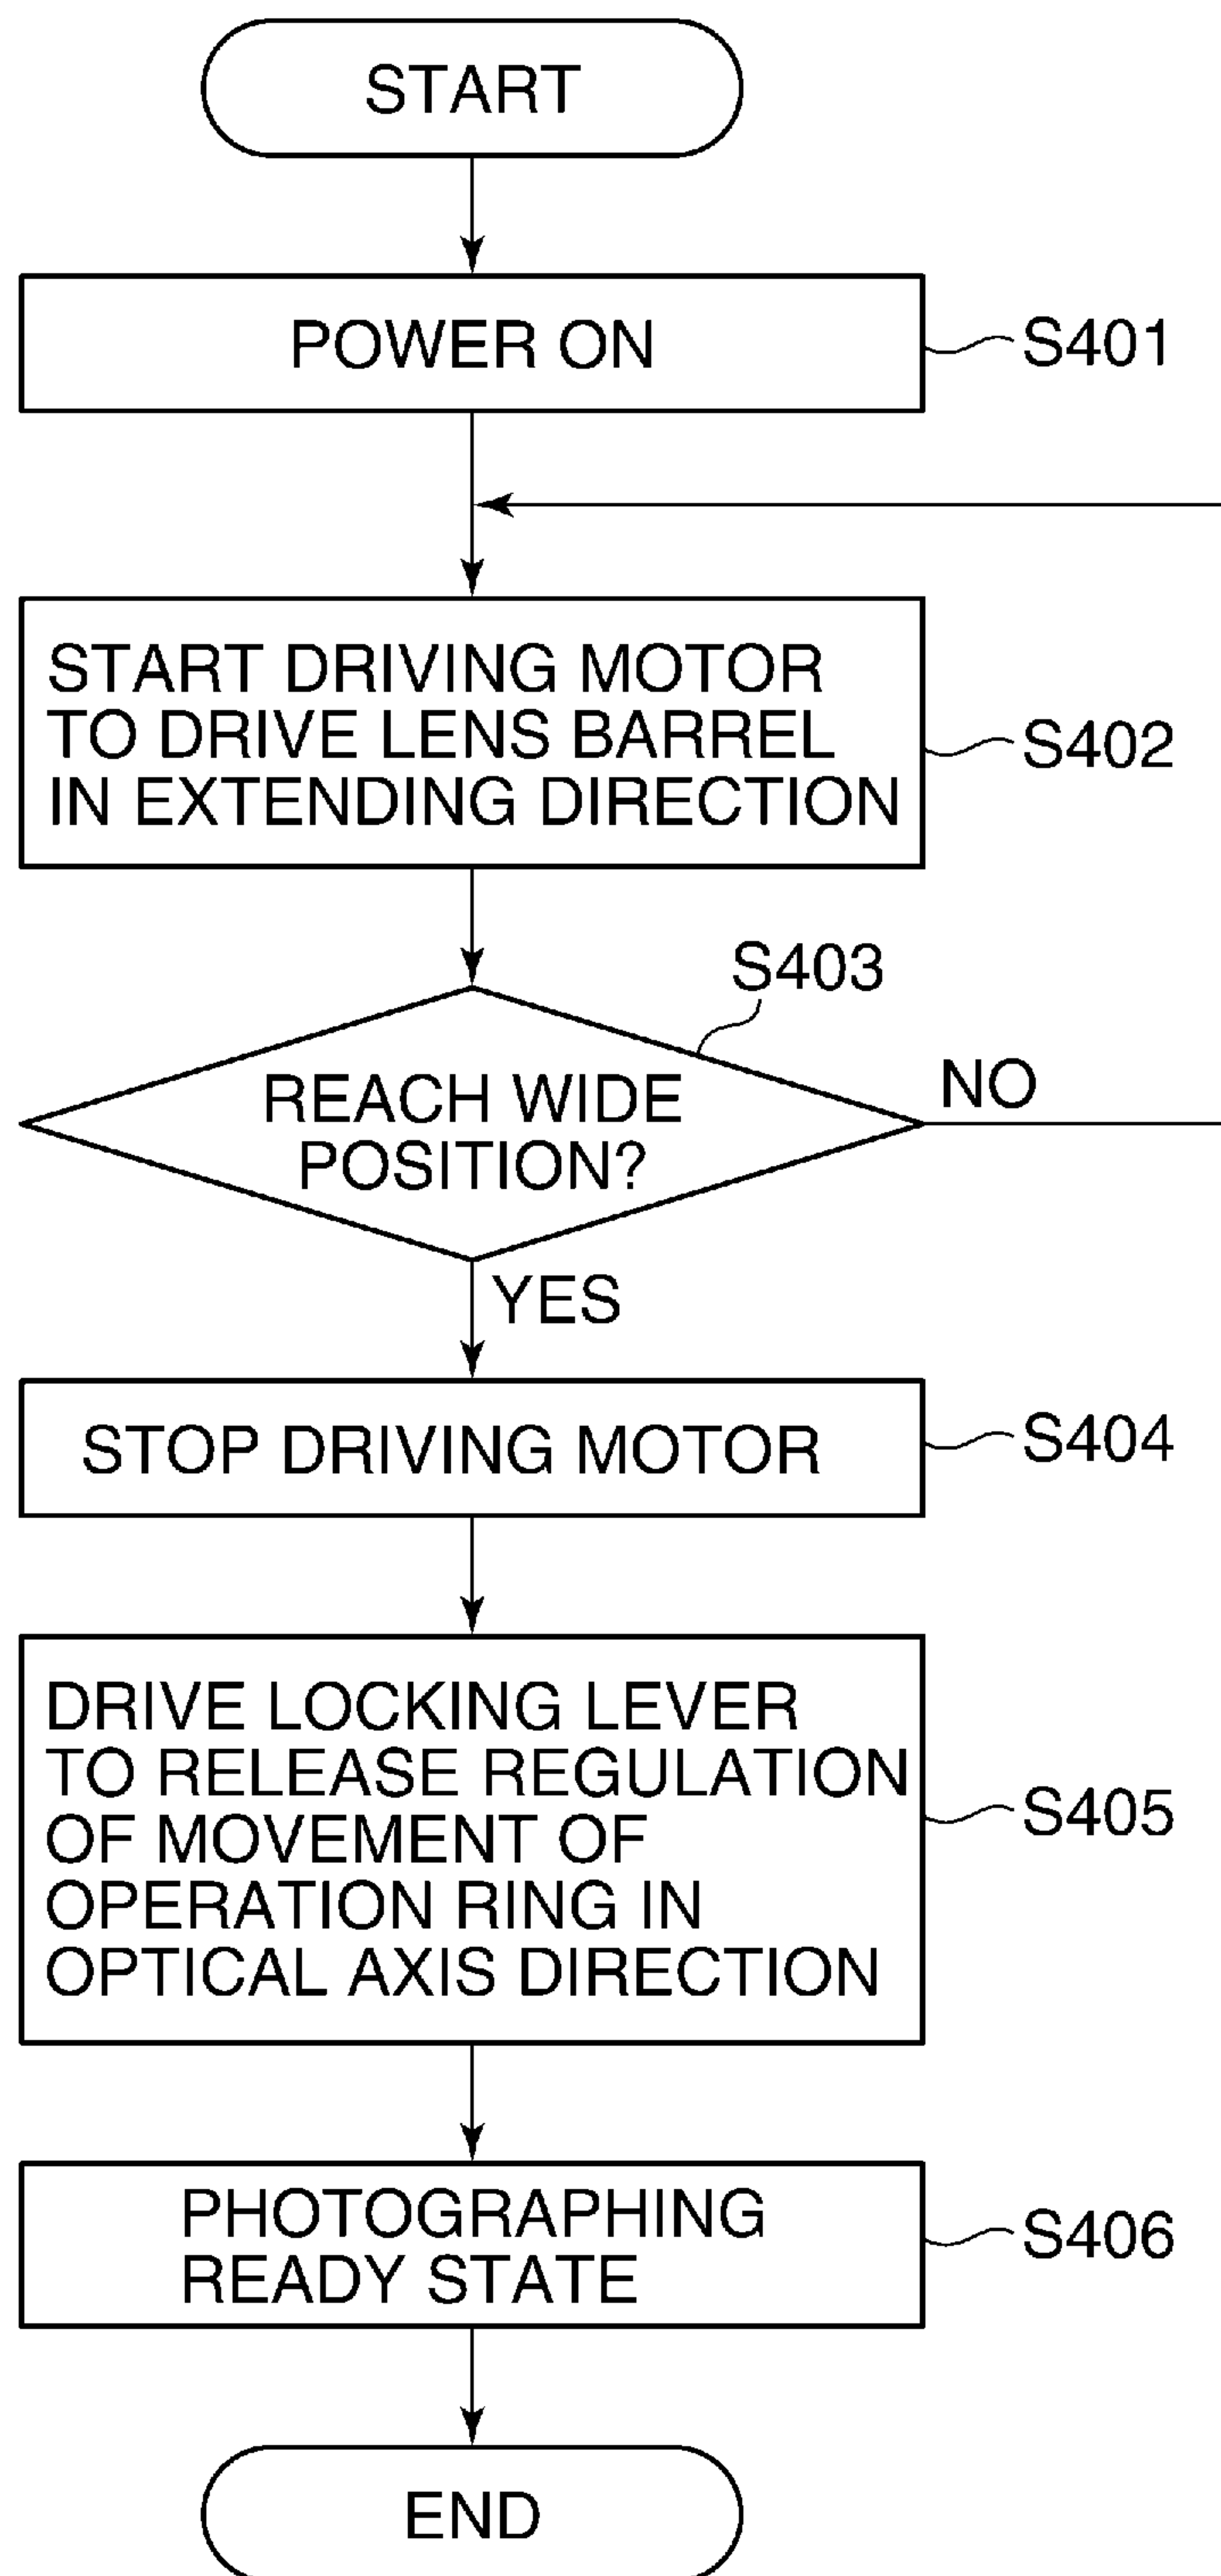 START
POWER ON
S401
START DRIVING MOTOR
TO DRIVE LENS BARREL
IN EXTENDING DIRECTION
S402
S403
REACH WIDE
POSITION?
NO
YES
STOP DRIVING MOTOR
S404
DRIVE LOCKING LEVER
TO RELEASE REGULATION
OF MOVEMENT OF
OPERATION RING IN
OPTICAL AXIS DIRECTION
S405
PHOTOGRAPHING
READY STATE
S406
END